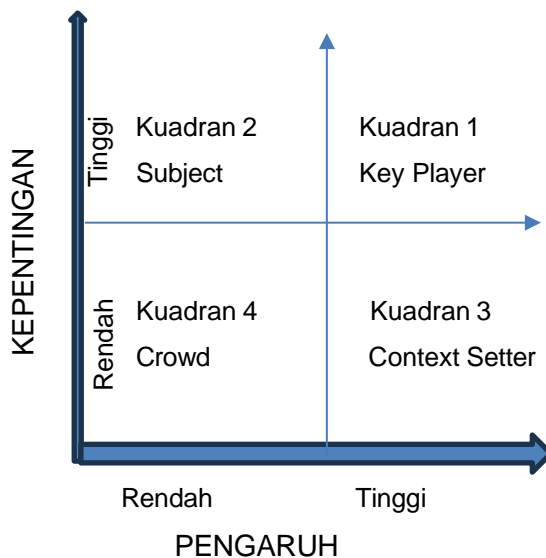 KEPENTINGAN
Tinggi
Rendah
Kuadran 2
Subject
Kuadran 1
Key Player
Kuadran 4
Crowd
Kuadran 3
Context Setter
Rendah
Tinggi
PENGARUH